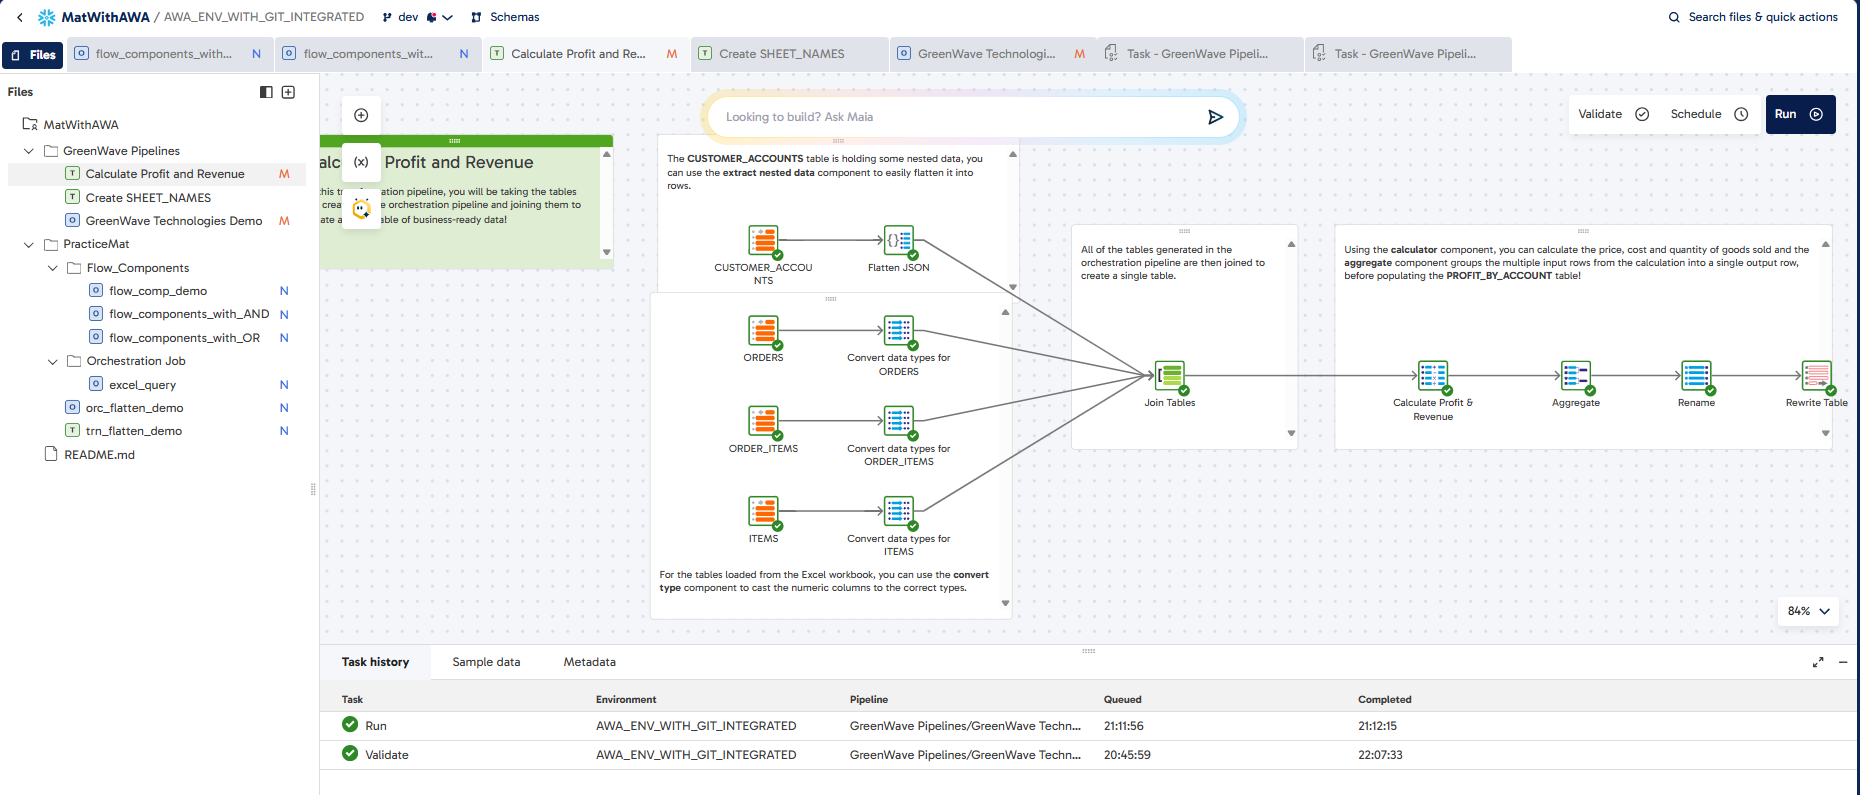 MatWithAWA / AWA_ENV_WITH_GIT_INTEGRATED dev Schemas Search files & quick actions
Files flow_components_with... N flow_components_wit... N Calculate Profit and Re... M Create SHEET_NAMES GreenWave Technologi... M Task - GreenWave Pipeli... Task - GreenWave Pipeli...
Files
MatWithAWA
GreenWave Pipelines
T Calculate Profit and Revenue M
T Create SHEET_NAMES
O GreenWave Technologies Demo M
PracticeMat
Flow_Components
O flow_comp_demo N
O flow_components_with_AND N
O flow_components_with_OR N
Orchestration Job
O excel_query N
O orc_flatten_demo N
T trn_flatten_demo N
README.md
Looking to build? Ask Maia
Validate Schedule Run
(x)
alc Profit and Revenue
his tra ation pipeline, you will be taking the tables
crea e orchestration pipeline and joining them to
ate a able of business-ready data!
The CUSTOMER_ACCOUNTS table is holding some nested data, you
can use the extract nested data component to easily flatten it into
rows.
CUSTOMER_ACCOU
NTS
Flatten JSON
ORDERS
Convert data types for
ORDERS
ORDER_ITEMS
Convert data types for
ORDER_ITEMS
ITEMS
Convert data types for
ITEMS
For the tables loaded from the Excel workbook, you can use the convert
type component to cast the numeric columns to the correct types.
All of the tables generated in the
orchestration pipeline are then joined to
create a single table.
Join Tables
Using the calculator component, you can calculate the price, cost and quantity of goods sold and the
aggregate component groups the multiple input rows from the calculation into a single output row,
before populating the PROFIT_BY_ACCOUNT table!
Calculate Profit &
Revenue
Aggregate
Rename
Rewrite Table
84%
Task history Sample data Metadata
Task Environment Pipeline Queued Completed
Run AWA_ENV_WITH_GIT_INTEGRATED GreenWave Pipelines/GreenWave Techn... 21:11:56 21:12:15
Validate AWA_ENV_WITH_GIT_INTEGRATED GreenWave Pipelines/GreenWave Techn... 20:45:59 22:07:33